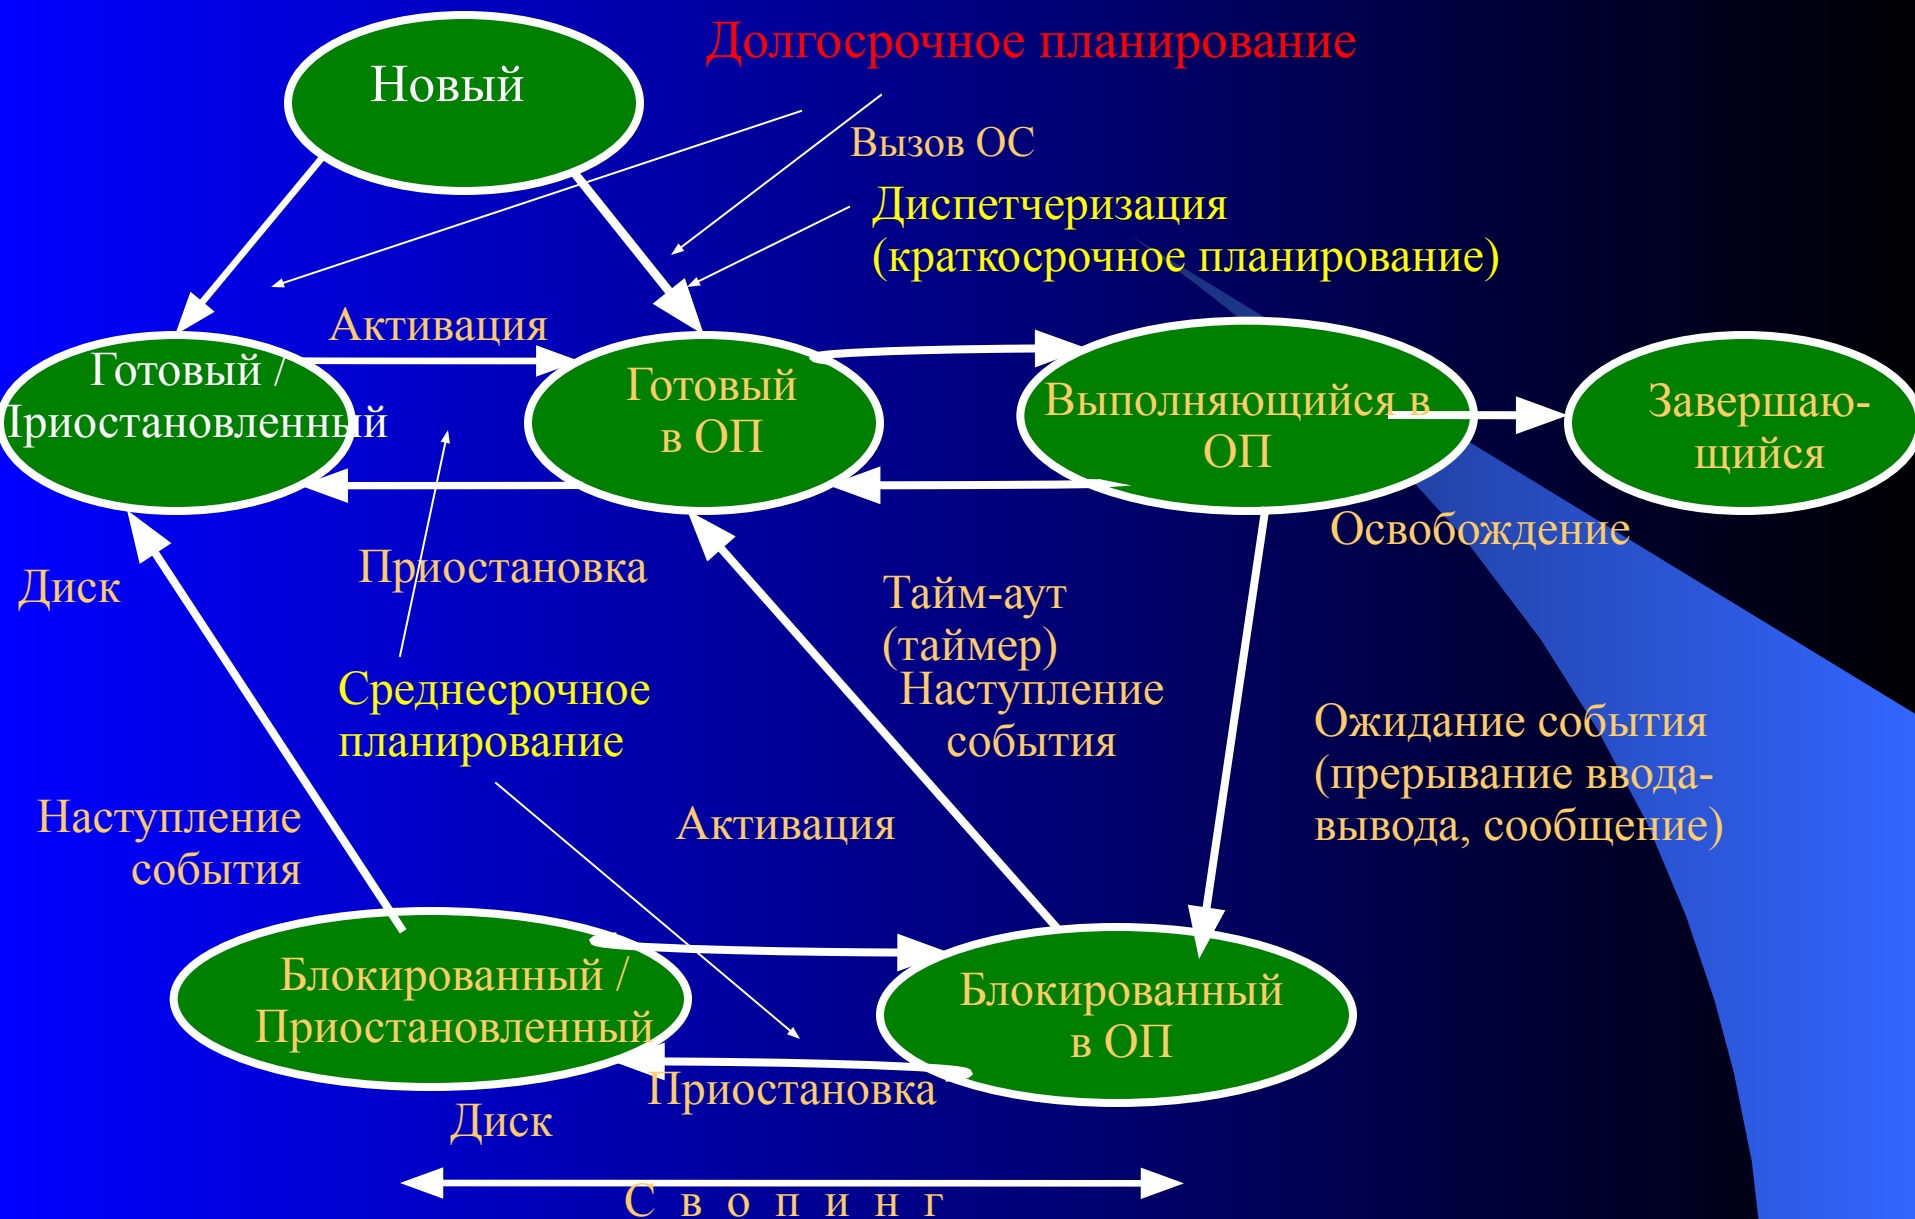 Долгосрочное планирование
Новый
Вызов ОС
Диспетчеризация
(краткосрочное планирование)
Активация
Готовый /
Приостановленный
Готовый
в ОП
Выполняющийся в
ОП
Завершаю-
щийся
Освобождение
Приостановка
Диск
Тайм-аут
(таймер)
Среднесрочное
планирование
Наступление
события
Ожидание события
(прерывание ввода-
вывода, сообщение)
Наступление
события
Активация
Блокированный /
Приостановленный
Блокированный
в ОП
Приостановка
Диск
С в о п и н г